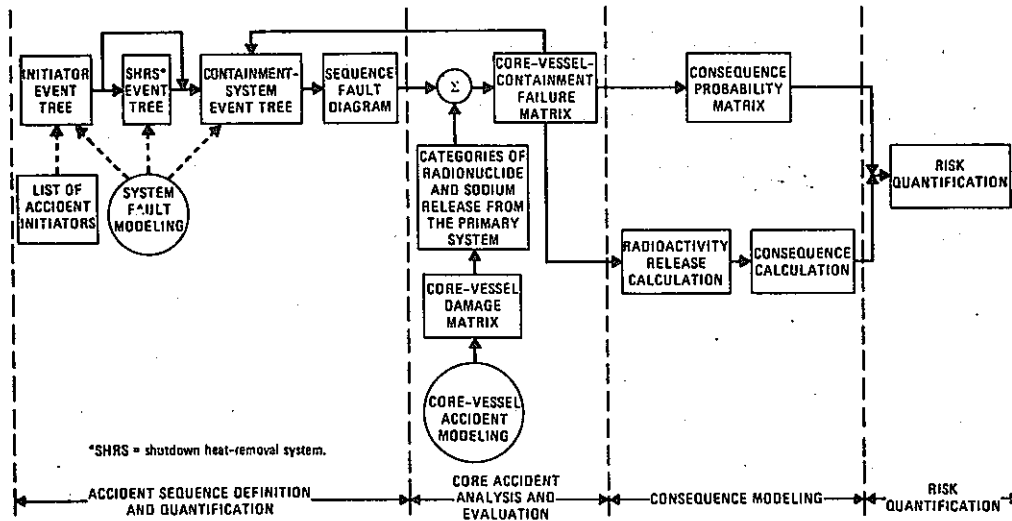 INITIATOR
EVENT
TREE
SHRS*
EVENT
TREE
CONTAINMENT-
SYSTEM
EVENT TREE
SEQUENCE
FAULT
DIAGRAM
Σ
CORE-VESSEL-
CONTAINMENT
FAILURE
MATRIX
CONSEQUENCE
PROBABILITY
MATRIX
RISK
QUANTIFICATION
LIST OF
ACCIDENT
INITIATORS
SYSTEM
FAULT
MODELING
CATEGORIES OF
RADIONUCLIDE
AND SODIUM
RELEASE FROM
THE PRIMARY
SYSTEM
RADIOACTIVITY
RELEASE
CALCULATION
CONSEQUENCE
CALCULATION
CORE-VESSEL
DAMAGE
MATRIX
CORE-VESSEL
ACCIDENT
MODELING
*SHRS = shutdown heat-removal system.
ACCIDENT SEQUENCE DEFINITION
AND QUANTIFICATION
CORE ACCIDENT
ANALYSIS AND
EVALUATION
CONSEQUENCE MODELING
RISK
QUANTIFICATION